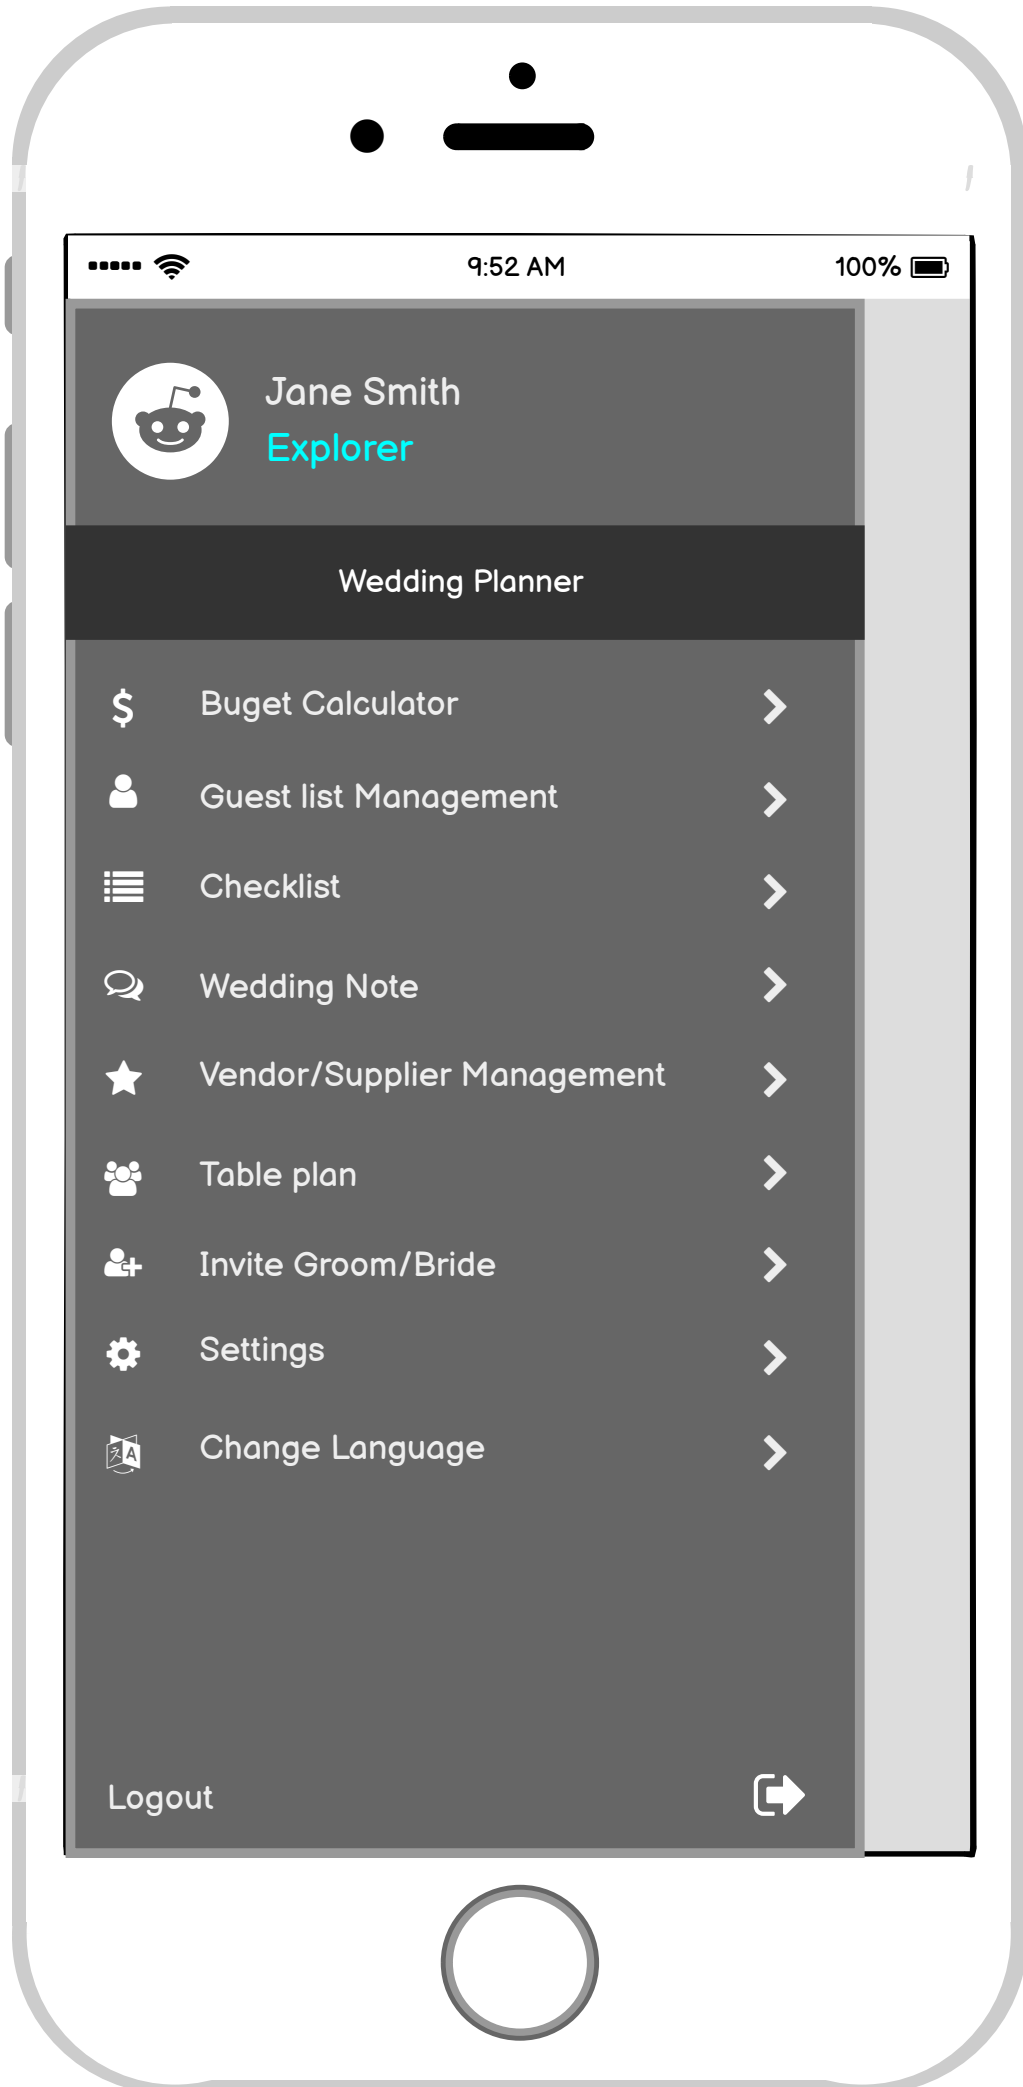 9:52 AM 100%
Jane Smith
Explorer
Wedding Planner
$ Buget Calculator
Guest list Management
Checklist
Wedding Note
Vendor/Supplier Management
Table plan
Invite Groom/Bride
Settings
Change Language
Logout